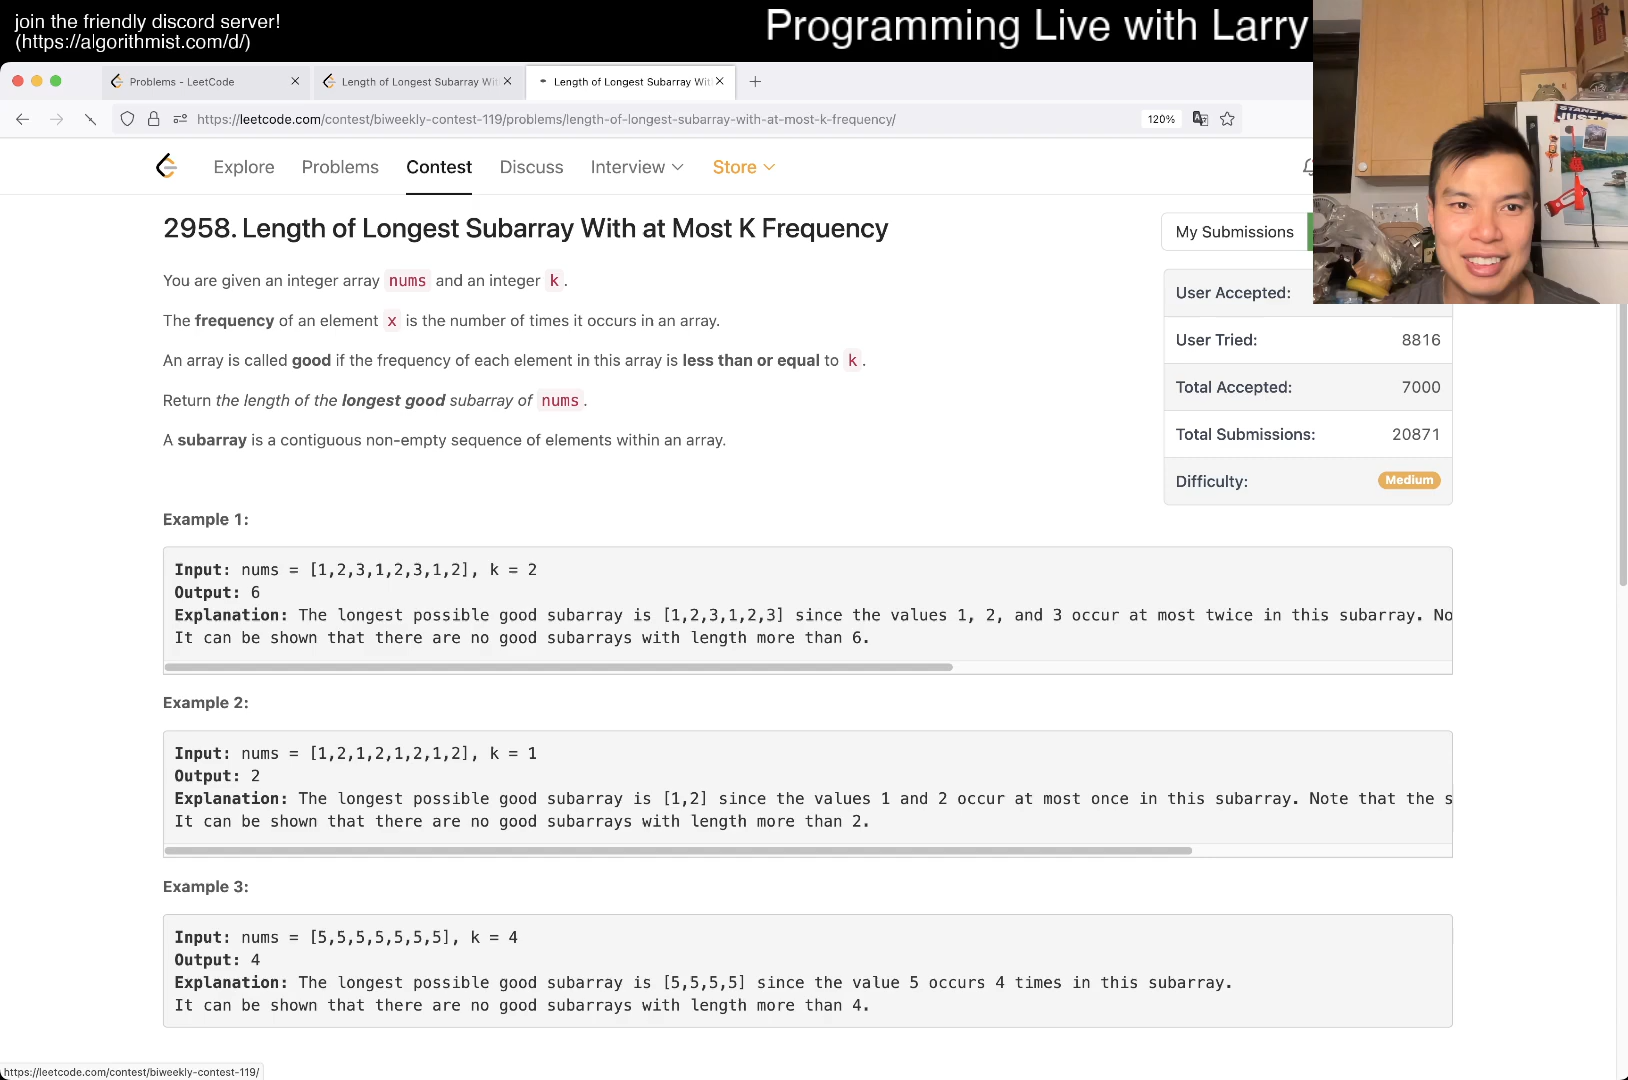 join the friendly discord server!
(https://algorithmist.com/d/)
Programming Live with Larry
Problems - LeetCode
Length of Longest Subarray Wit
Length of Longest Subarray Wit
https://leetcode.com/contest/biweekly-contest-119/problems/length-of-longest-subarray-with-at-most-k-frequency/
120%
Explore Problems Contest Discuss Interview Store
2958. Length of Longest Subarray With at Most K Frequency
My Submissions
You are given an integer array nums and an integer k.
The frequency of an element x is the number of times it occurs in an array.
An array is called good if the frequency of each element in this array is less than or equal to k.
Return the length of the longest good subarray of nums.
A subarray is a contiguous non-empty sequence of elements within an array.
User Accepted:
User Tried: 8816
Total Accepted: 7000
Total Submissions: 20871
Difficulty: Medium
Example 1:
Input: nums = [1,2,3,1,2,3,1,2], k = 2
Output: 6
Explanation: The longest possible good subarray is [1,2,3,1,2,3] since the values 1, 2, and 3 occur at most twice in this subarray. No
It can be shown that there are no good subarrays with length more than 6.
Example 2:
Input: nums = [1,2,1,2,1,2,1,2], k = 1
Output: 2
Explanation: The longest possible good subarray is [1,2] since the values 1 and 2 occur at most once in this subarray. Note that the s
It can be shown that there are no good subarrays with length more than 2.
Example 3:
Input: nums = [5,5,5,5,5,5,5], k = 4
Output: 4
Explanation: The longest possible good subarray is [5,5,5,5] since the value 5 occurs 4 times in this subarray.
It can be shown that there are no good subarrays with length more than 4.
https://leetcode.com/contest/biweekly-contest-119/